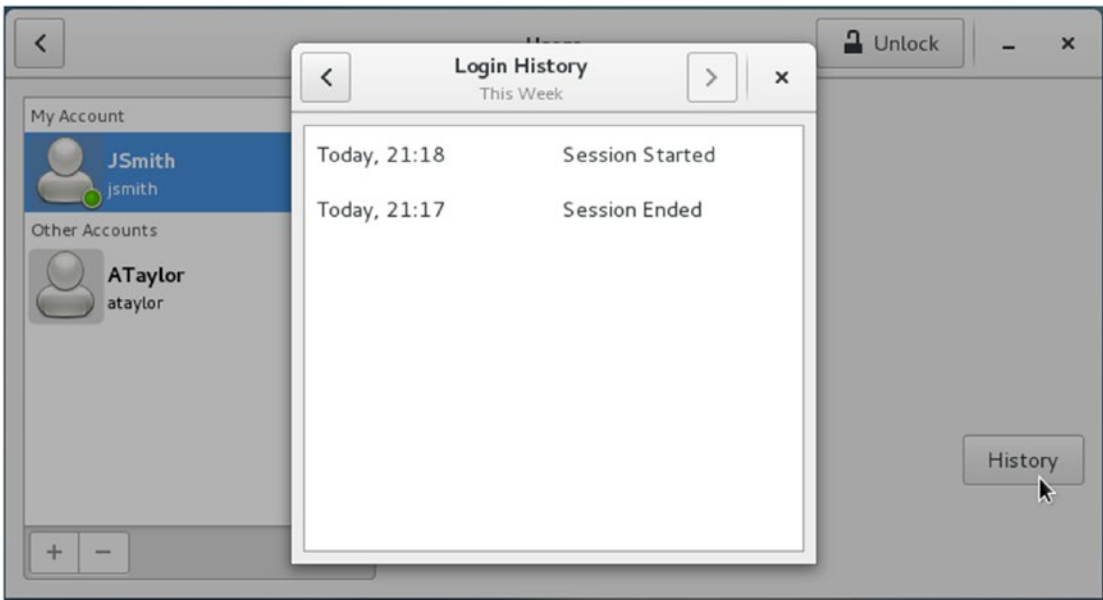 Unlock
Login History
This Week
My Account
JSmith
jsmith
Other Accounts
ATaylor
ataylor
Today, 21:18 Session Started
Today, 21:17 Session Ended
History